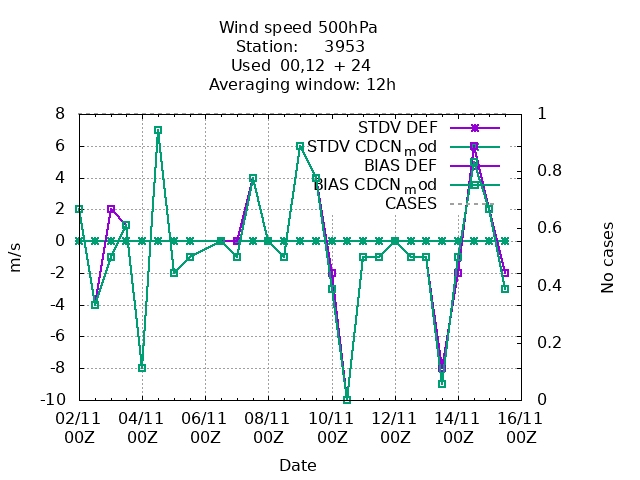 Wind speed 500hPa
Station: 3953
Used 00,12 + 24
Averaging window: 12h
STDV DEF
STDV CDCNmod
BIAS DEF
BIAS CDCNmod
CASES
8
6
4
2
0
-2
-4
-6
-8
-10
m/s
1
0.8
0.6
0.4
0.2
0
No cases
02/11 04/11 06/11 08/11 10/11 12/11 14/11 16/11
00Z 00Z 00Z 00Z 00Z 00Z 00Z 00Z
Date